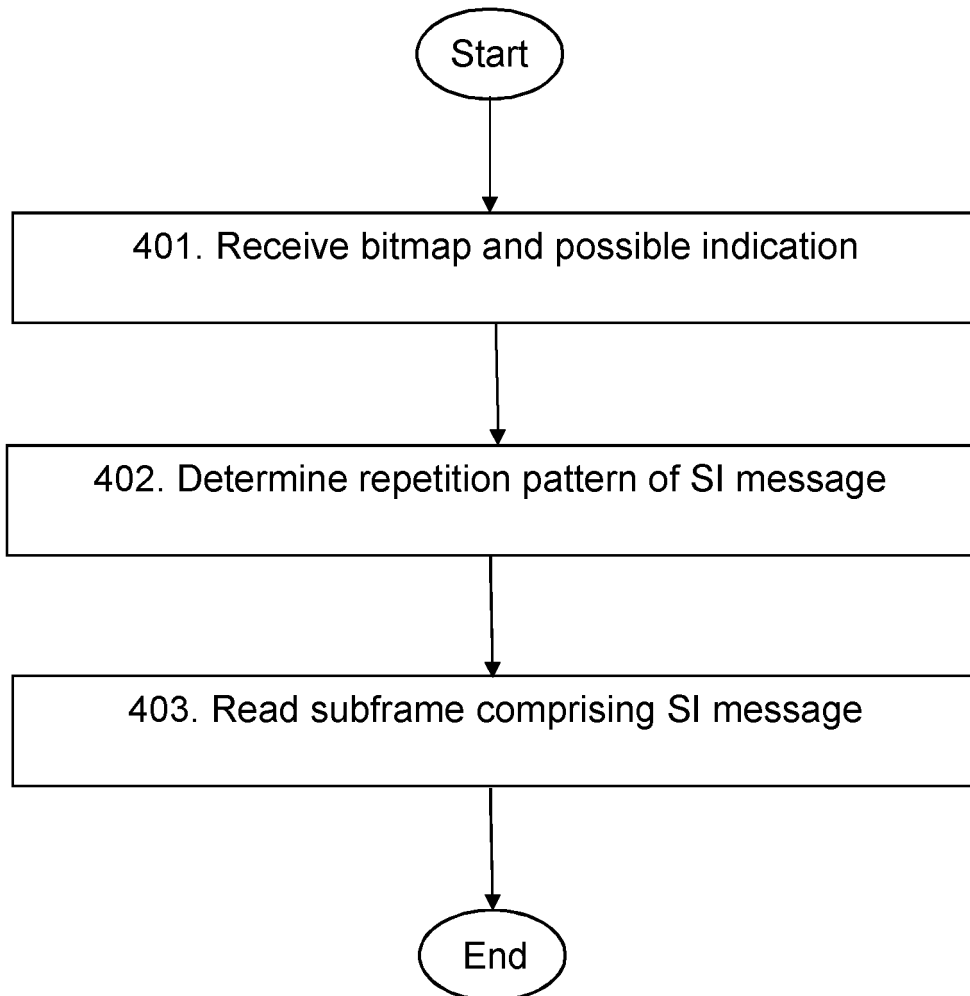 Start
401. Receive bitmap and possible indication
402. Determine repetition pattern of SI message
403. Read subframe comprising SI message
End